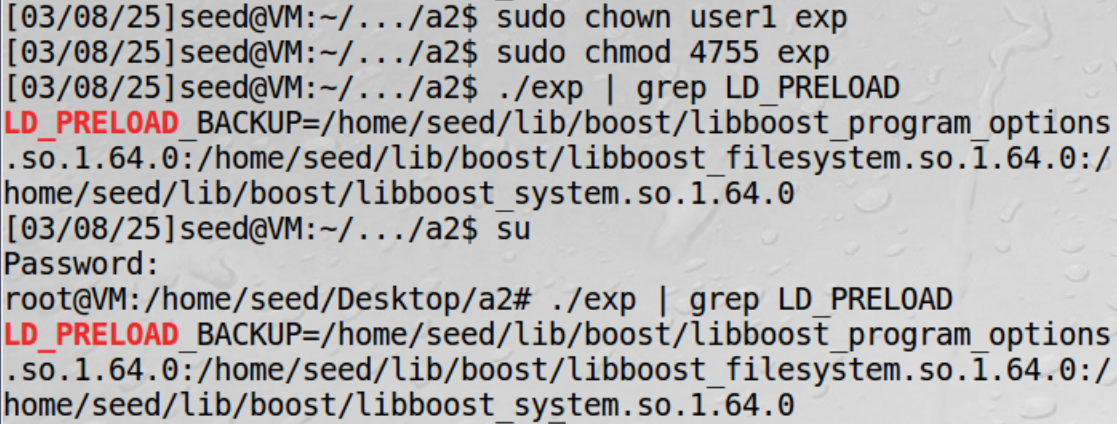 [03/08/25]seed@VM:~/.../a2$ sudo chown user1 exp
[03/08/25]seed@VM:~/.../a2$ sudo chmod 4755 exp
[03/08/25]seed@VM:~/.../a2$ ./exp | grep LD_PRELOAD
LD_PRELOAD_BACKUP=/home/seed/lib/boost/libboost_program_options
.so.1.64.0:/home/seed/lib/boost/libboost_filesystem.so.1.64.0:/
home/seed/lib/boost/libboost_system.so.1.64.0
[03/08/25]seed@VM:~/.../a2$ su
Password:
root@VM:/home/seed/Desktop/a2# ./exp | grep LD_PRELOAD
LD_PRELOAD_BACKUP=/home/seed/lib/boost/libboost_program_options
.so.1.64.0:/home/seed/lib/boost/libboost_filesystem.so.1.64.0:/
home/seed/lib/boost/libboost_system.so.1.64.0